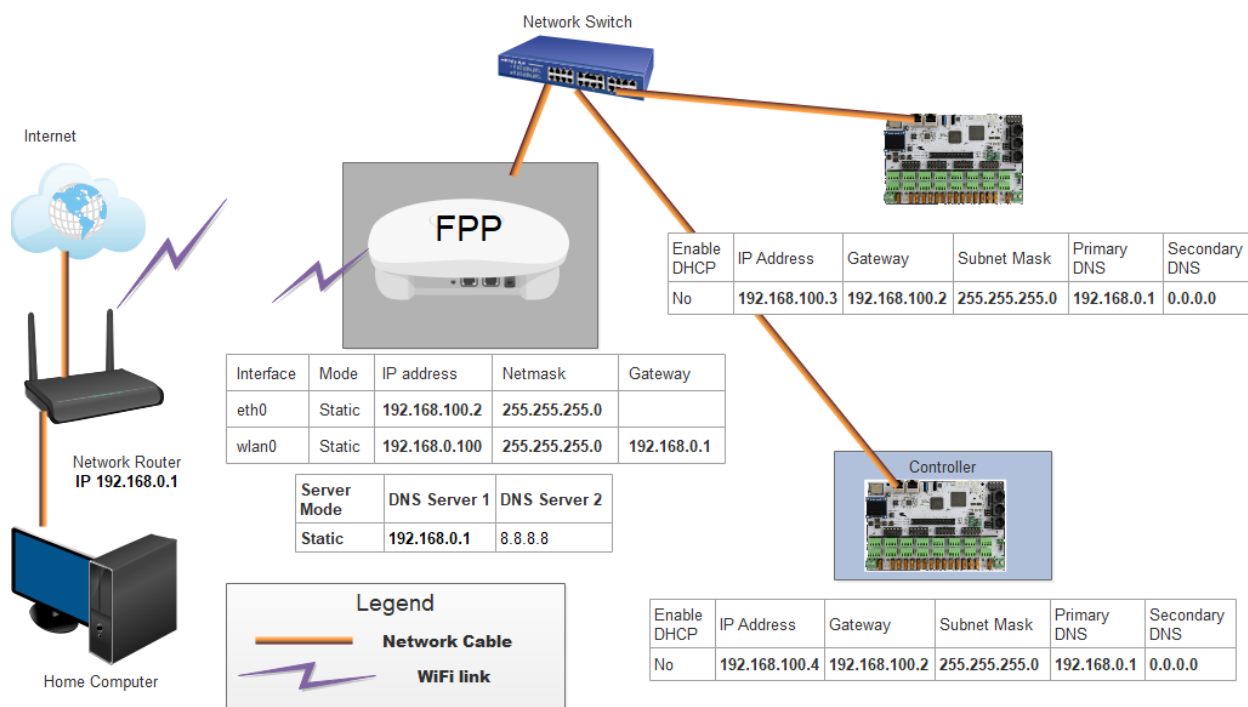 Network Switch
Internet
FPP
Enable DHCP IP Address Gateway Subnet Mask Primary DNS Secondary DNS
No 192.168.100.3 192.168.100.2 255.255.255.0 192.168.0.1 0.0.0.0
Interface Mode IP address Netmask Gateway
eth0 Static 192.168.100.2 255.255.255.0
wlan0 Static 192.168.0.100 255.255.255.0 192.168.0.1
Network Router
IP 192.168.0.1
Server Mode DNS Server 1 DNS Server 2
Static 192.168.0.1 8.8.8.8
Controller
Legend
Network Cable
WiFi link
Enable DHCP IP Address Gateway Subnet Mask Primary DNS Secondary DNS
No 192.168.100.4 192.168.100.2 255.255.255.0 192.168.0.1 0.0.0.0
Home Computer